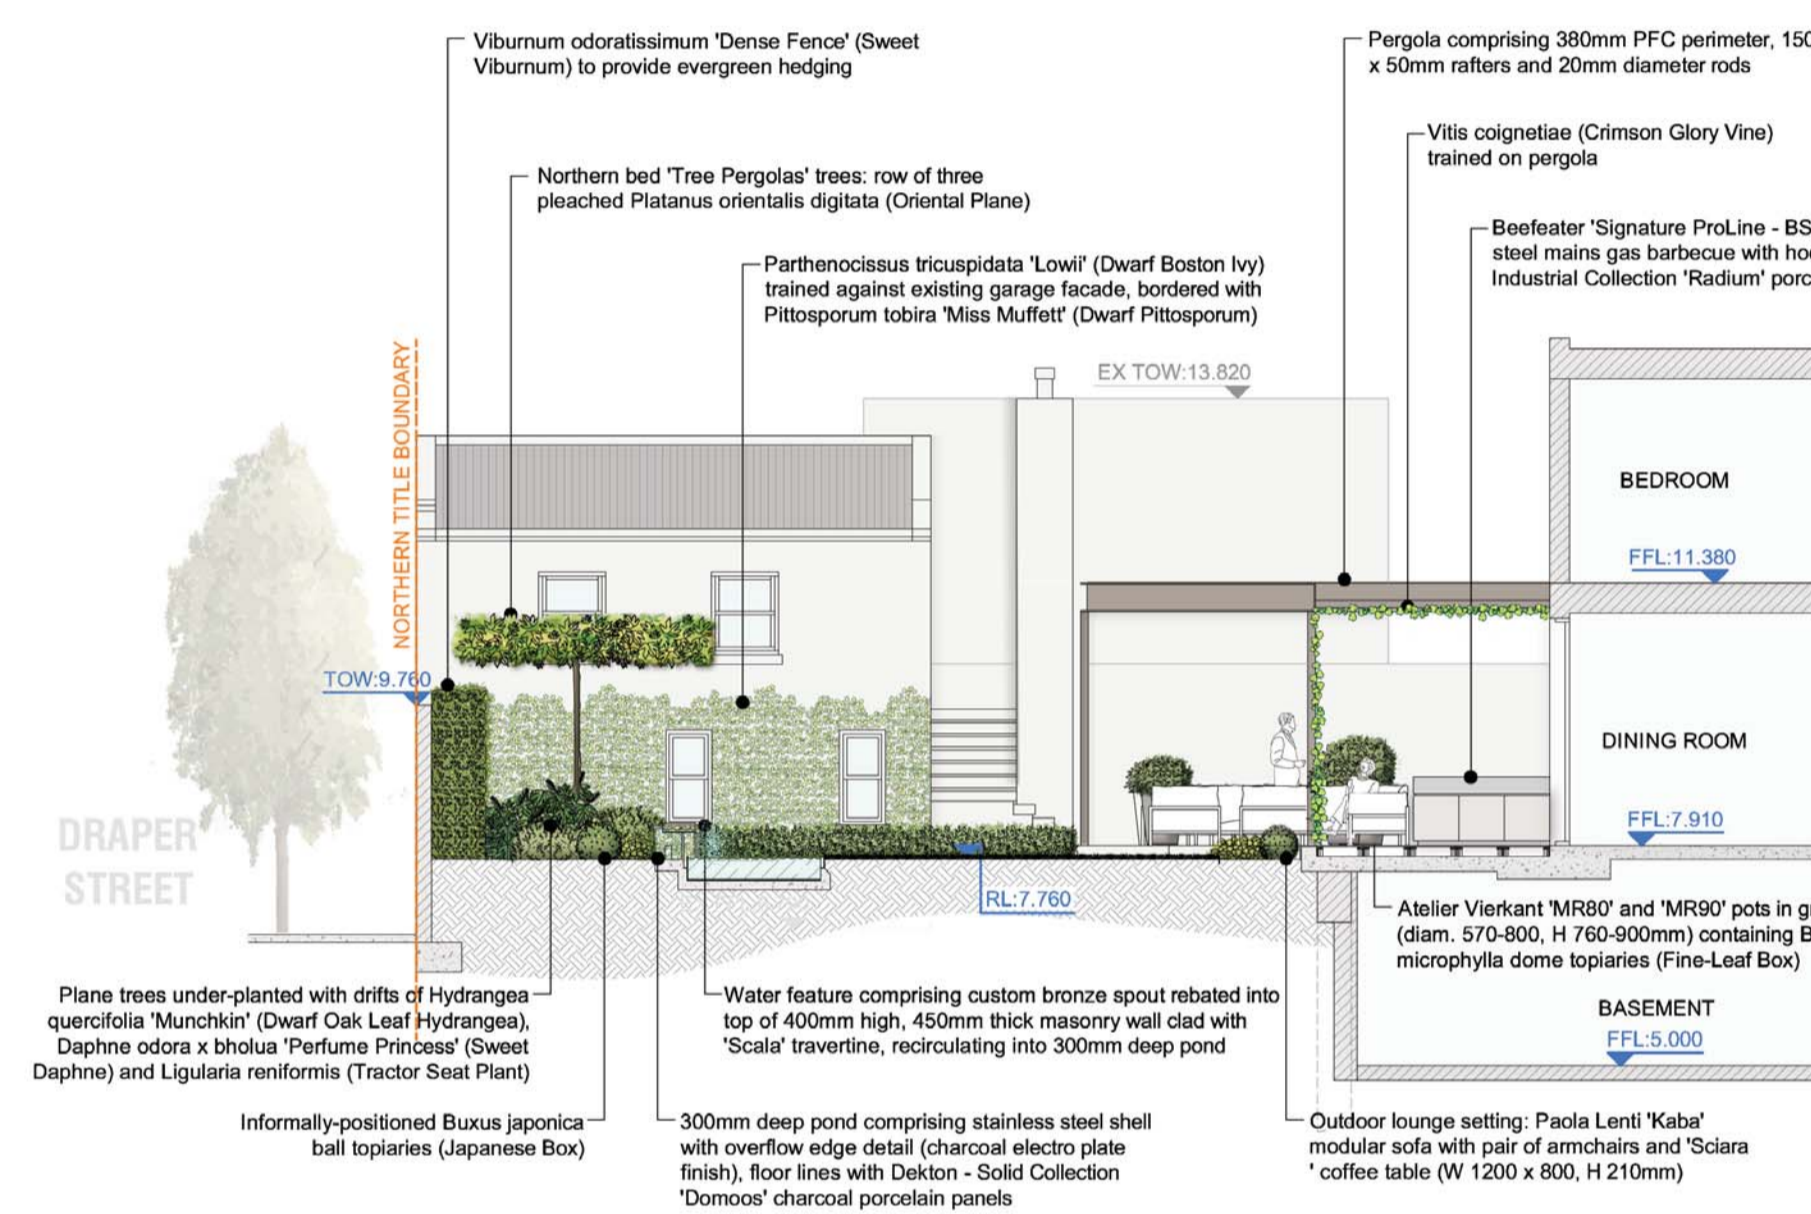 Viburnum odoratissimum 'Dense Fence' (Sweet
Viburnum) to provide evergreen hedging
Pergola comprising 380mm PFC perimeter, 150
x 50mm rafters and 20mm diameter rods
Vitis coignetiae (Crimson Glory Vine)
trained on pergola
Northern bed 'Tree Pergolas' trees: row of three
pleached Platanus orientalis digitata (Oriental Plane)
Beefeater 'Signature ProLine - BS
steel mains gas barbecue with
Industrial Collection 'Radium'
Parthenocissus tricuspidata 'Lowii' (Dwarf Boston Ivy)
trained against existing garage facade, bordered with
Pittosporum tobira 'Miss Muffett' (Dwarf Pittosporum)
NORTHERN TITLE BOUNDARY
EX TOW:13.820
BEDROOM
FFL:11.380
TOW:9.760
DINING ROOM
FFL:7.910
DRAPER
STREET
RL:7.760
Atelier Vierkant 'MR80' and 'MR90' pots in
(diam. 570-800, H 760-900mm) containing
microphylla dome topiaries (Fine-Leaf Box)
BASEMENT
FFL:5.000
Plane trees under-planted with drifts of Hydrangea
quercifolia 'Munchkin' (Dwarf Oak Leaf Hydrangea),
Daphne odora x bholua 'Perfume Princess' (Sweet
Daphne) and Ligularia reniformis (Tractor Seat Plant)
Water feature comprising custom bronze spout rebated into
top of 400mm high, 450mm thick masonry wall clad with
'Scala' travertine, recirculating into 300mm deep pond
Informally-positioned Buxus japonica
ball topiaries (Japanese Box)
300mm deep pond comprising stainless steel shell
with overflow edge detail (charcoal electro plate
finish), floor lines with Dekton - Solid Collection
'Domoos' charcoal porcelain panels
Outdoor lounge setting: Paola Lenti 'Kaba'
modular sofa with pair of armchairs and 'Sciara
' coffee table (W 1200 x 800, H 210mm)